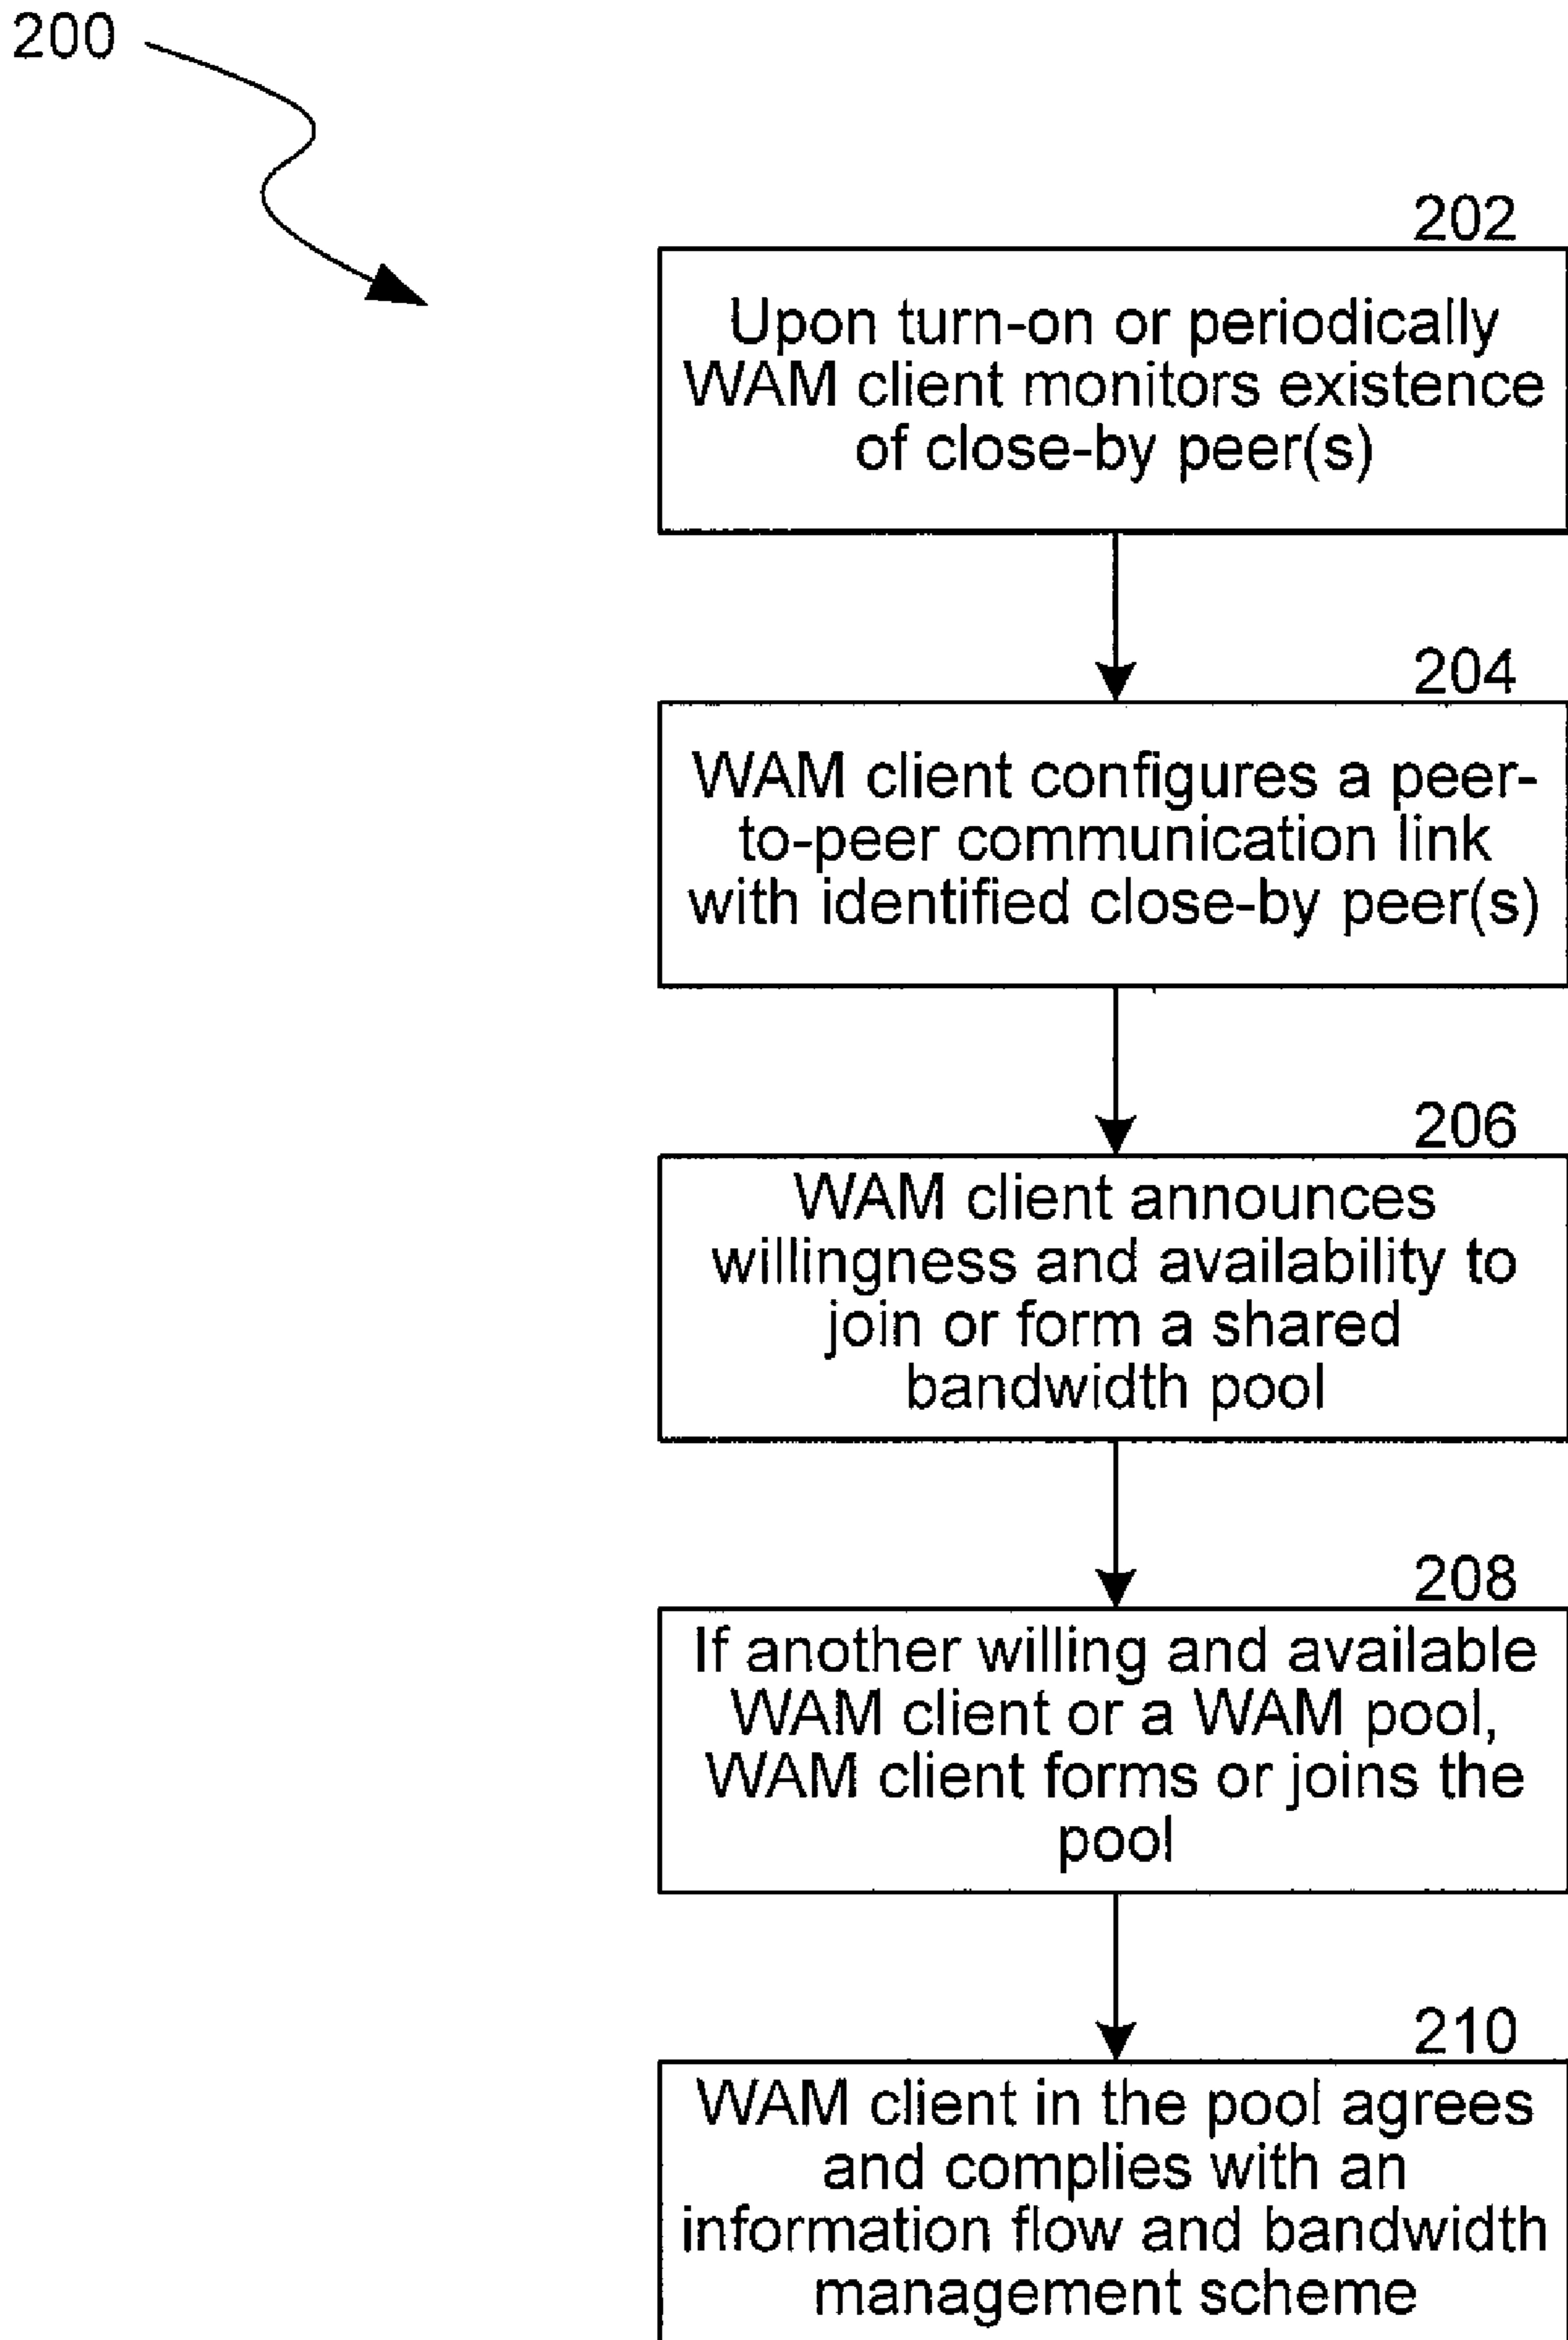 200
202
Upon turn-on or periodically
WAM client monitors existence
of close-by peer(s)
204
WAM client configures a peer-
to-peer communication link
with identified close-by peer(s)
206
WAM client announces
willingness and availability to
join or form a shared
bandwidth pool
208
If another willing and available
WAM client or a WAM pool,
WAM client forms or joins the
pool
210
WAM client in the pool agrees
and complies with an
information flow and bandwidth
management scheme